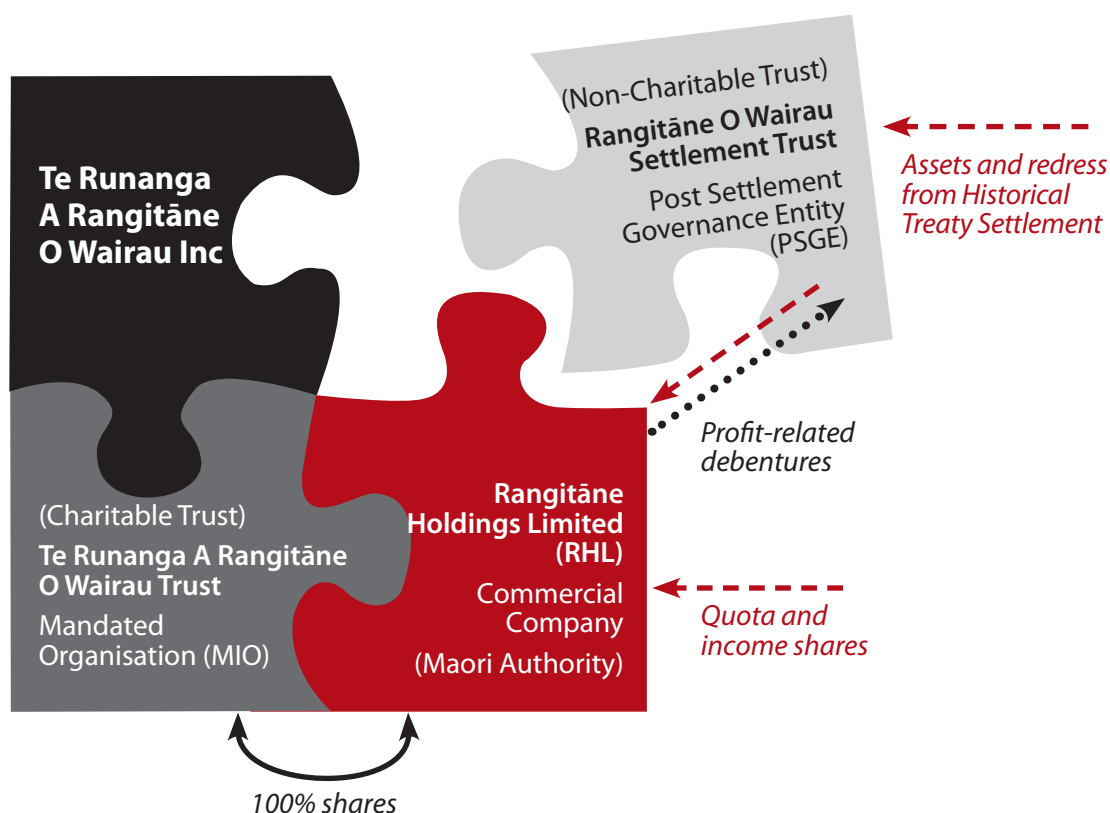 Te Runanga
A Rangitāne
O Wairau Inc
(Non-Charitable Trust)
Rangitāne O Wairau
Settlement Trust
Post Settlement
Governance Entity
(PSGE)
Assets and redress
from Historical
Treaty Settlement
Profit-related
debentures
(Charitable Trust)
Te Runanga A Rangitāne
O Wairau Trust
Mandated
Organisation (MIO)
Rangitāne
Holdings Limited
(RHL)
Commercial
Company
(Maori Authority)
Quota and
income shares
100% shares